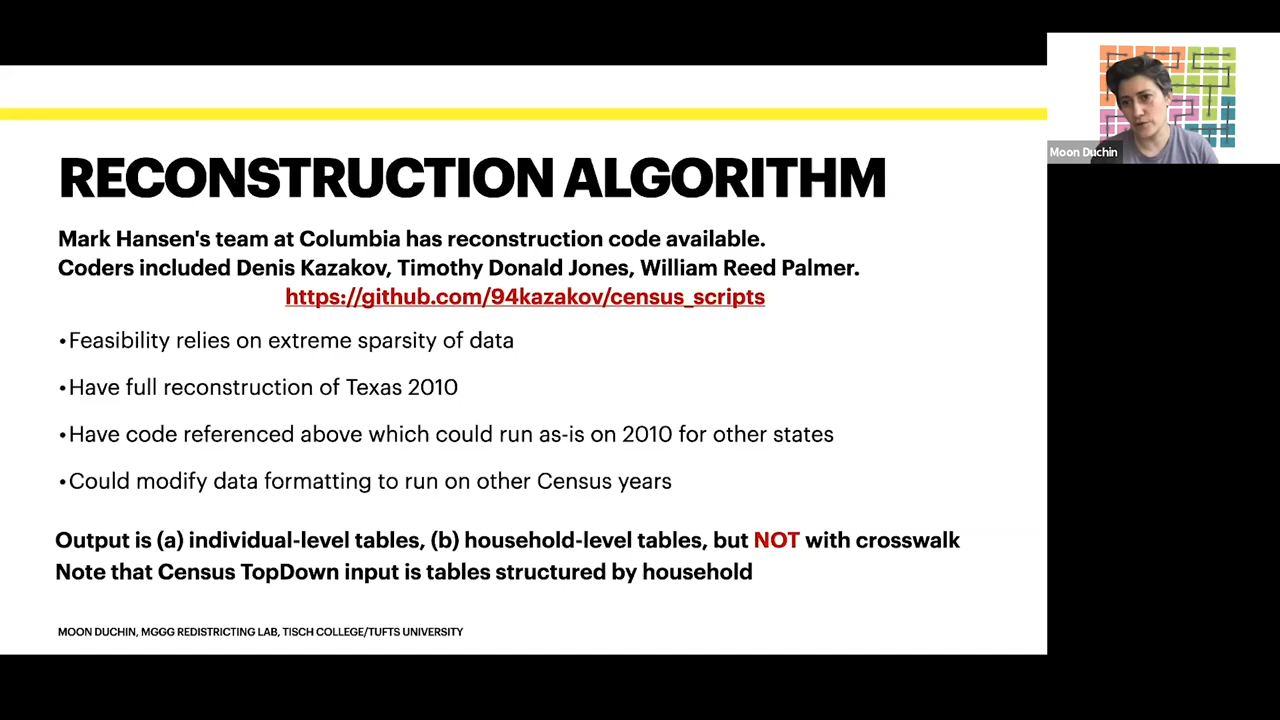 RECONSTRUCTION ALGORITHM
Mark Hansen's team at Columbia has reconstruction code available.
Coders included Denis Kazakov, Timothy Donald Jones, William Reed Palmer.
https://github.com/94kazakov/census_scripts
•Feasibility relies on extreme sparsity of data
•Have full reconstruction of Texas 2010
•Have code referenced above which could run as-is on 2010 for other states
•Could modify data formatting to run on other Census years
Output is (a) individual-level tables, (b) household-level tables, but NOT with crosswalk
Note that Census TopDown input is tables structured by household
MOON DUCHIN, MGGG REDISTRICTING LAB, TISCH COLLEGE/TUFTS UNIVERSITY
Moon Duchin